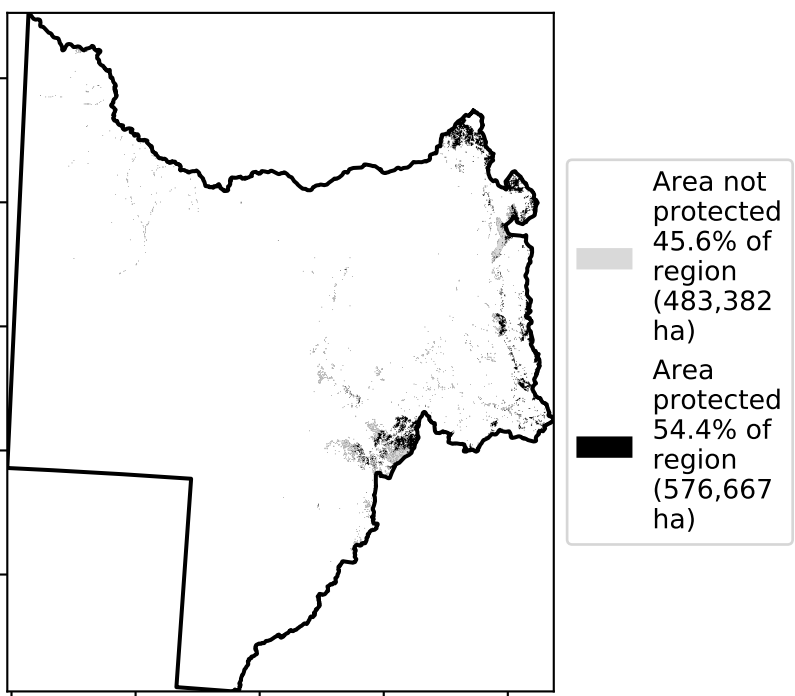 Area not
protected
45.6% of
region
(483,382
ha)
Area
protected
54.4% of
region
(576,667
ha)